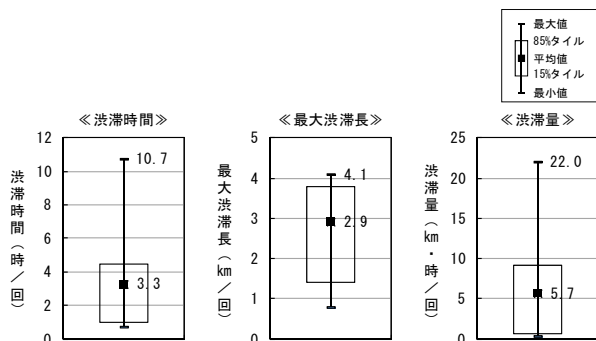 最大値
85%タイル
平均値
15%タイル
最小値
≪渋滞時間≫
渋滞時間(時/回)
12
10
8
6
4
2
0
10.7
3.3
≪最大渋滞長≫
最大渋滞長(km/回)
5
4
3
2
1
0
4.1
2.9
≪渋滞量≫
渋滞量(km・時/回)
25
20
15
10
5
0
22.0
5.7